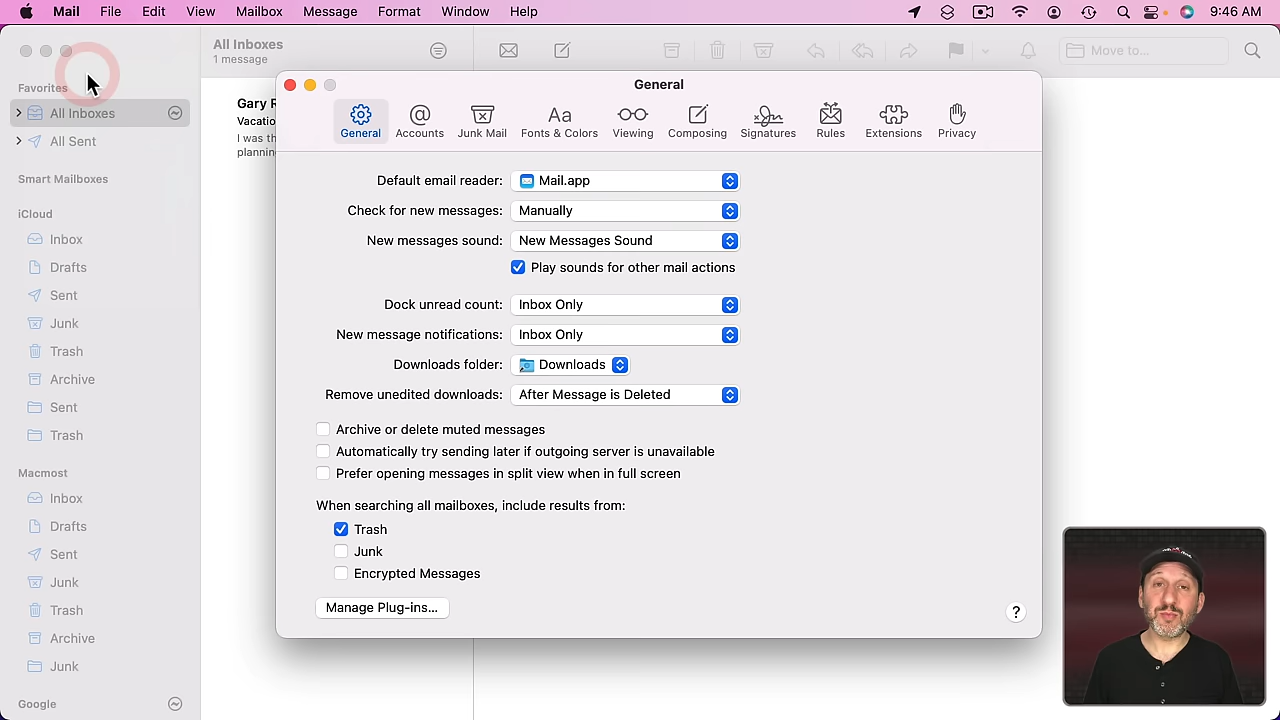 Mail File Edit View Mailbox Message Format Window Help 9:46 AM
All Inboxes
1 message
Move to...
Favorites
All Inboxes
All Sent
Smart Mailboxes
iCloud
Inbox
Drafts
Sent
Junk
Trash
Archive
Sent
Trash
Macmost
Inbox
Drafts
Sent
Junk
Trash
Archive
Junk
Google
Gary R
Vacatio
I was th
plannin
General
General Accounts Junk Mail Fonts & Colors Viewing Composing Signatures Rules Extensions Privacy
Default email reader: Mail.app
Check for new messages: Manually
New messages sound: New Messages Sound
Play sounds for other mail actions
Dock unread count: Inbox Only
New message notifications: Inbox Only
Downloads folder: Downloads
Remove unedited downloads: After Message is Deleted
Archive or delete muted messages
Automatically try sending later if outgoing server is unavailable
Prefer opening messages in split view when in full screen
When searching all mailboxes, include results from:
Trash
Junk
Encrypted Messages
Manage Plug-ins...
?